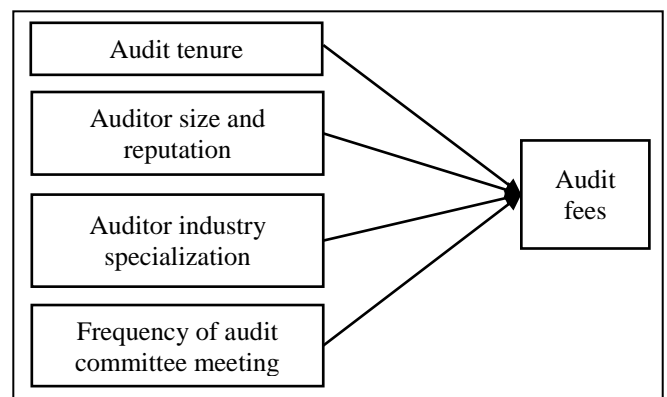 Audit tenure
Auditor size and
reputation
Auditor industry
specialization
Frequency of audit
committee meeting
Audit
fees